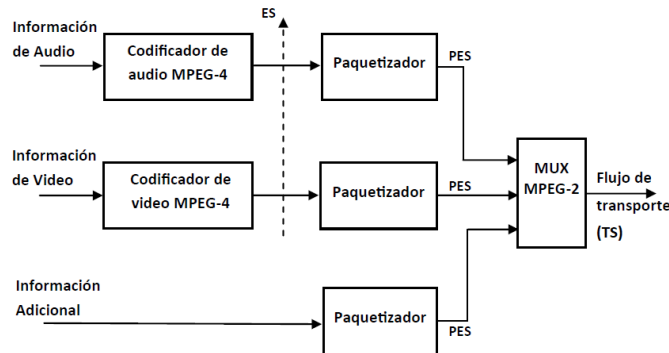 Información
de Audio
Codificador de
audio MPEG-4
ES
Paquetizador
PES
Información
de Video
Codificador de
video MPEG-4
Paquetizador
PES
MUX
MPEG-2
Flujo de
transporte
(TS)
Información
Adicional
Paquetizador
PES